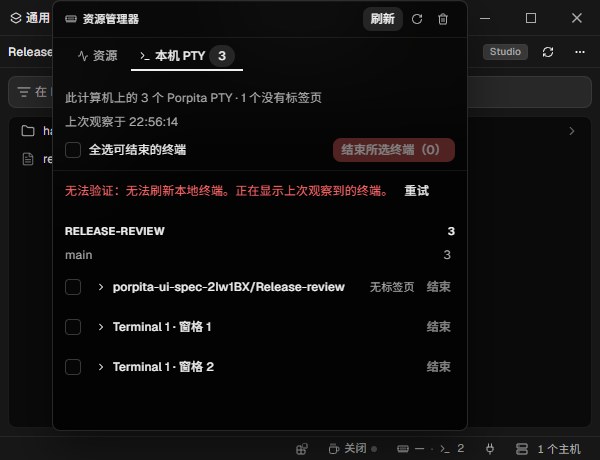 通用
资源管理器
刷新
Release
资源
本机 PTY 3
Studio
在
此计算机上的 3 个 Porpita PTY · 1 个没有标签页
上次观察于 22:56:14
全选可结束的终端
结束所选终端（0）
ha
re
无法验证：无法刷新本地终端。正在显示上次观察到的终端。 重试
RELEASE-REVIEW 3
main 3
porpita-ui-spec-2lw1BX/Release-review 无标签页 结束
Terminal 1 · 窗格 1 结束
Terminal 1 · 窗格 2 结束
关闭 — · 2 1 个主机